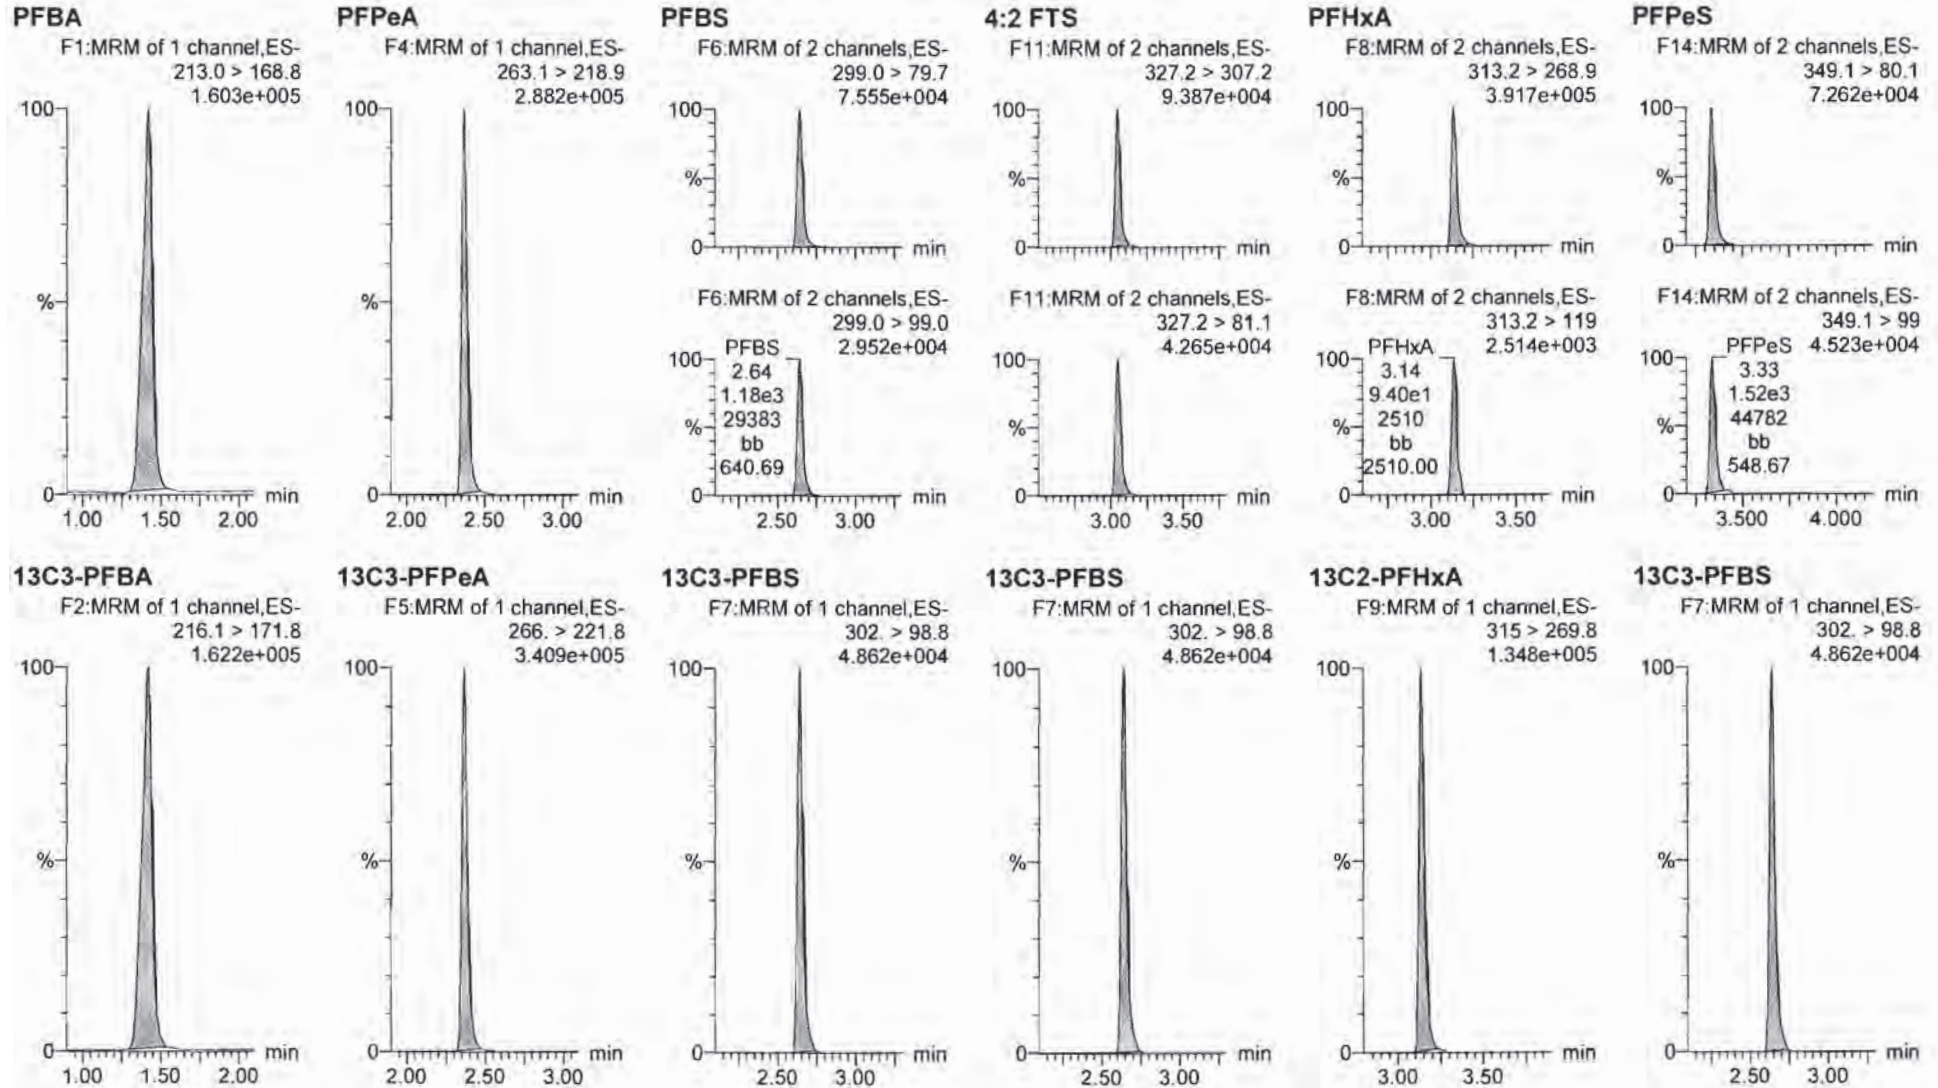 PFBA
F1:MRM of 1 channel,ES-
213.0 > 168.8
1.603e+005
100
%
0
min
1.00 1.50 2.00
PFPeA
F4:MRM of 1 channel,ES-
263.1 > 218.9
2.882e+005
100
%
0
min
2.00 2.50 3.00
PFBS
F6:MRM of 2 channels,ES-
299.0 > 79.7
7.555e+004
100
%
0
min
F6:MRM of 2 channels,ES-
299.0 > 99.0
2.952e+004
PFBS
100
2.64
1.18e3
29383
%
bb
640.69
0
min
2.50 3.00
4:2 FTS
F11:MRM of 2 channels,ES-
327.2 > 307.2
9.387e+004
100
%
0
min
F11:MRM of 2 channels,ES-
327.2 > 81.1
4.265e+004
100
%
0
min
3.00 3.50
PFHxA
F8:MRM of 2 channels,ES-
313.2 > 268.9
3.917e+005
100
%
0
min
F8:MRM of 2 channels,ES-
313.2 > 119
2.514e+003
PFHxA
100
3.14
9.40e1
2510
%
bb
2510.00
0
min
3.00 3.50
PFPeS
F14:MRM of 2 channels,ES-
349.1 > 80.1
7.262e+004
100
%
0
min
F14:MRM of 2 channels,ES-
349.1 > 99
4.523e+004
PFPeS
100
3.33
1.52e3
44782
%
bb
548.67
0
min
3.500 4.000
13C3-PFBA
F2:MRM of 1 channel,ES-
216.1 > 171.8
1.622e+005
100
%
0
min
1.00 1.50 2.00
13C3-PFPeA
F5:MRM of 1 channel,ES-
266. > 221.8
3.409e+005
100
%
0
min
2.00 2.50 3.00
13C3-PFBS
F7:MRM of 1 channel,ES-
302. > 98.8
4.862e+004
100
%
0
min
2.50 3.00
13C3-PFBS
F7:MRM of 1 channel,ES-
302. > 98.8
4.862e+004
100
%
0
min
2.50 3.00
13C2-PFHxA
F9:MRM of 1 channel,ES-
315 > 269.8
1.348e+005
100
%
0
min
3.00 3.50
13C3-PFBS
F7:MRM of 1 channel,ES-
302. > 98.8
4.862e+004
100
%
0
min
2.50 3.00